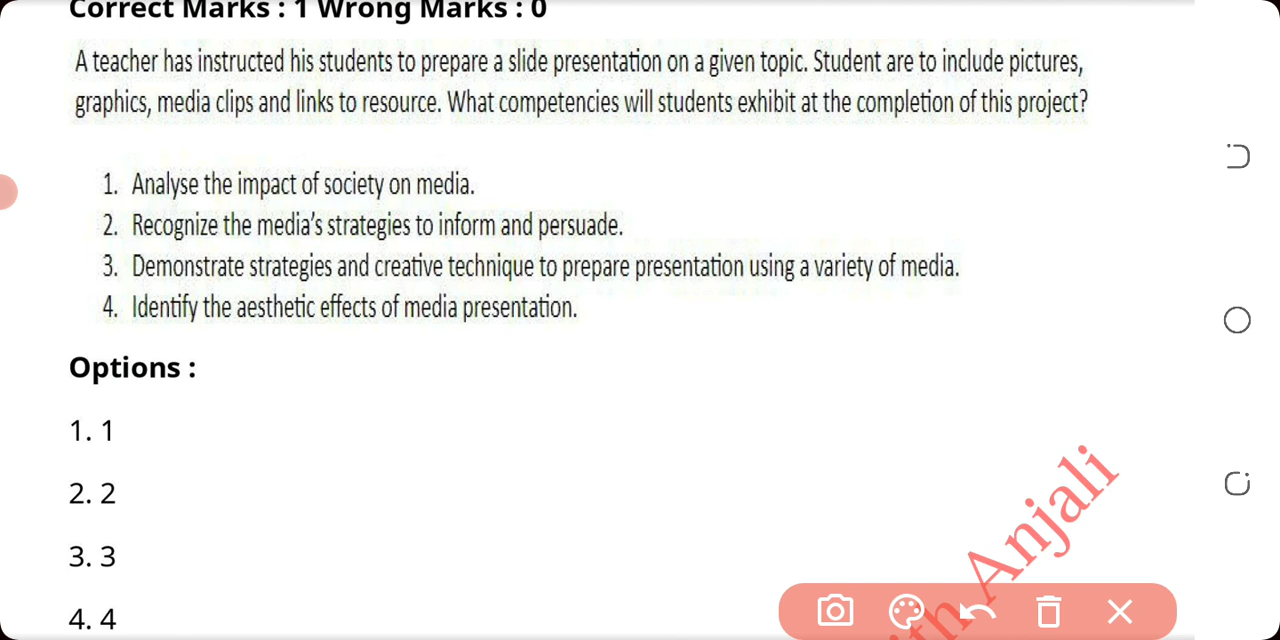 Correct Marks : 1 Wrong Marks : 0
A teacher has instructed his students to prepare a slide presentation on a given topic. Student are to include pictures,
graphics, media clips and links to resource. What competencies will students exhibit at the completion of this project?
1. Analyse the impact of society on media.
2. Recognize the media's strategies to inform and persuade.
3. Demonstrate strategies and creative technique to prepare presentation using a variety of media.
4. Identify the aesthetic effects of media presentation.
Options :
1. 1
2. 2
3. 3
4. 4
Anjali